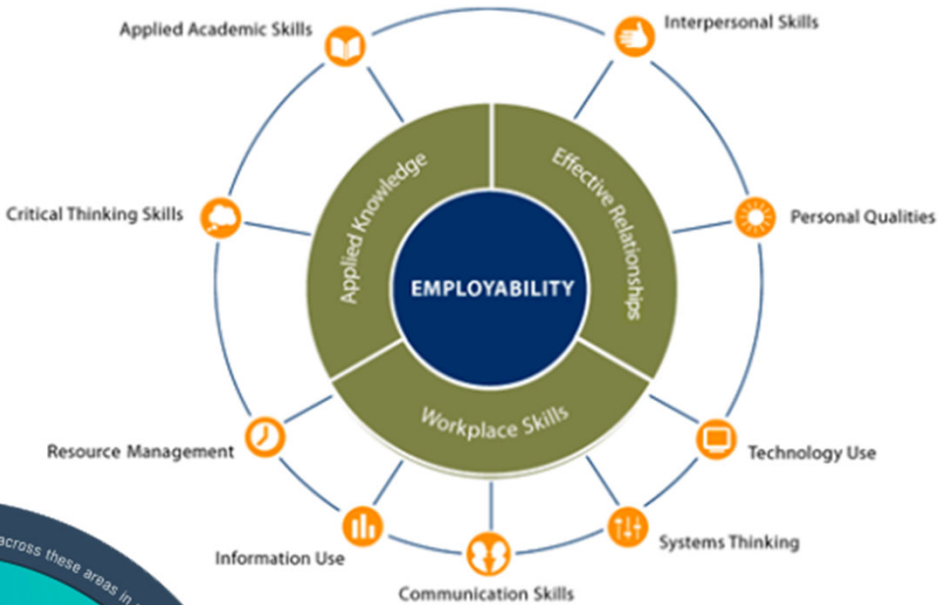 Applied Academic Skills
Interpersonal Skills
Applied Knowledge
Effective Relationships
Critical Thinking Skills
Personal Qualities
EMPLOYABILITY
Workplace Skills
Resource Management
Technology Use
Information Use
Systems Thinking
Communication Skills
across these areas in